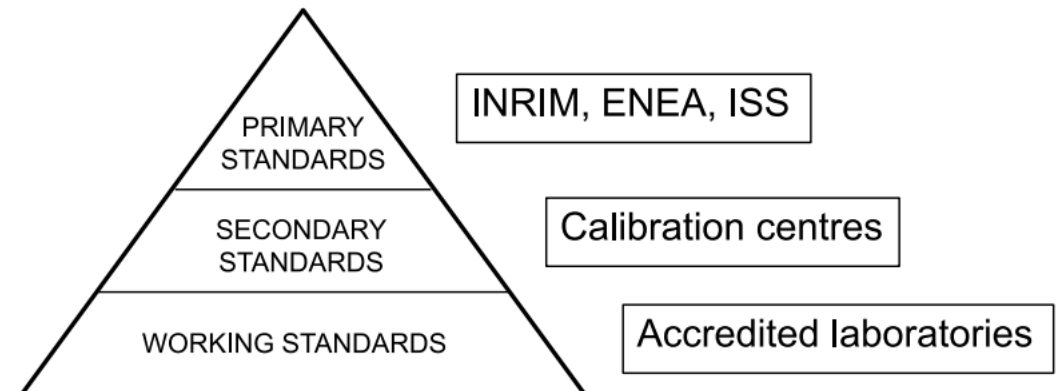 PRIMARY
STANDARDS
INRIM, ENEA, ISS
SECONDARY
STANDARDS
Calibration centres
WORKING STANDARDS
Accredited laboratories